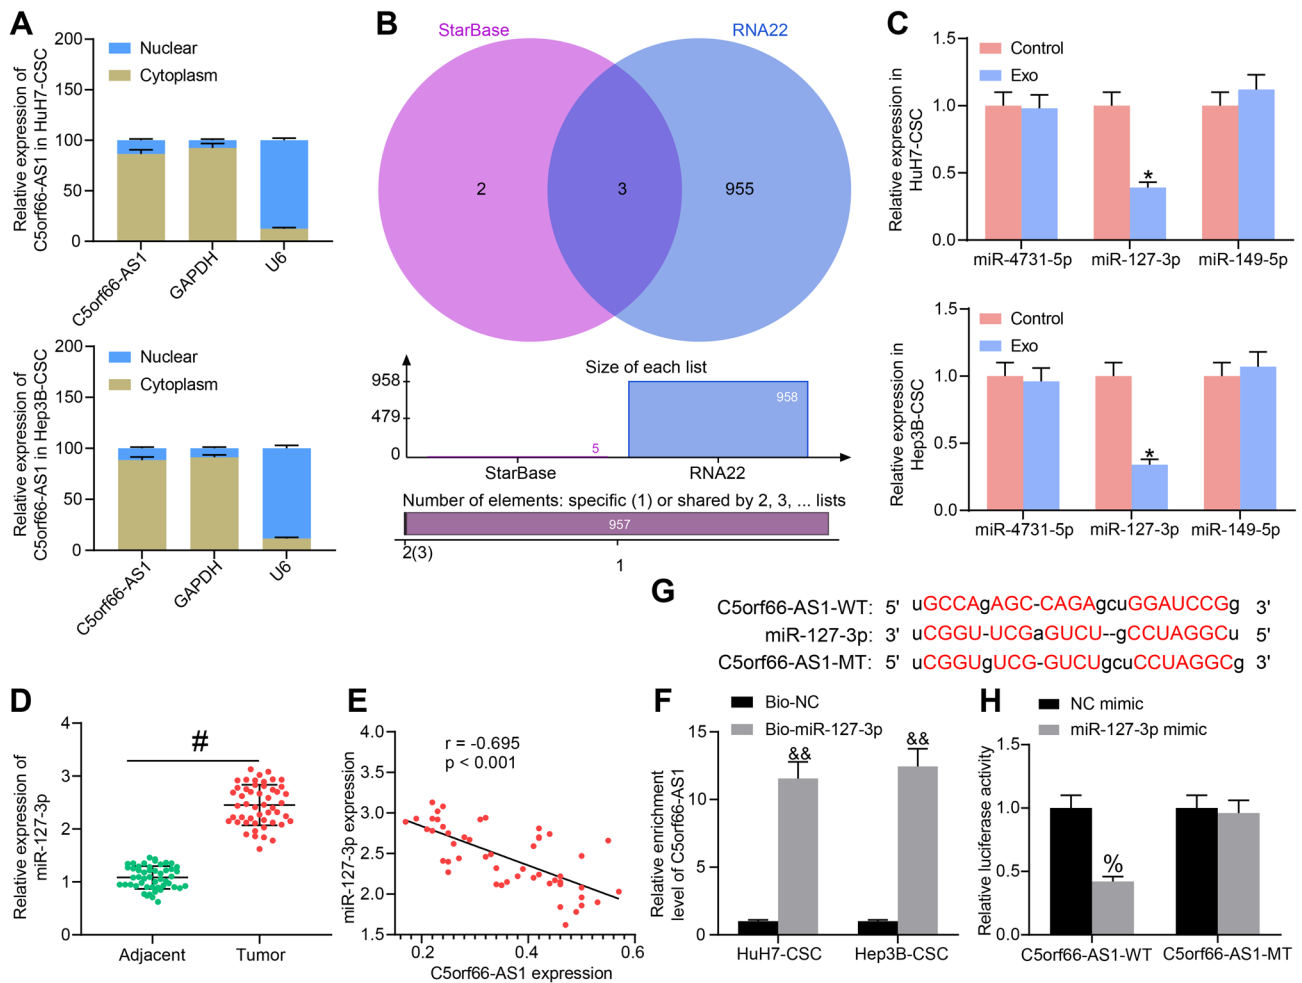 A
Relative expression of
C5orf66-AS1 in HuH7-CSC
200
150
100
50
0
Nuclear
Cytoplasm
C5orf66-AS1
GAPDH
U6
Relative expression of
C5orf66-AS1 in Hep3B-CSC
200
150
100
50
0
Nuclear
Cytoplasm
C5orf66-AS1
GAPDH
U6
B
StarBase
RNA22
2
3
955
Size of each list
958
479
0
5
958
StarBase
RNA22
Number of elements: specific (1) or shared by 2, 3, ... lists
957
2(3)
1
C
Relative expression in
HuH7-CSC
1.5
1.0
0.5
0.0
Control
Exo
*
miR-4731-5p
miR-127-3p
miR-149-5p
Relative expression in
Hep3B-CSC
1.5
1.0
0.5
0.0
Control
Exo
*
miR-4731-5p
miR-127-3p
miR-149-5p
G
C5orf66-AS1-WT: 5' uGCCAgAGC-CAGAgcuGGAUCCGg 3'
miR-127-3p: 3' uCGGU-UCGaGUCU--gCCUAGGCu 5'
C5orf66-AS1-MT: 5' uCGGUgUCG-GUCUgcuCCUAGGCg 3'
D
Relative expression of
miR-127-3p
4
3
2
1
0
#
Adjacent
Tumor
E
miR-127-3p expression
4.0
3.5
3.0
2.5
2.0
1.5
r = -0.695
p < 0.001
0.2
0.4
0.6
C5orf66-AS1 expression
F
Relative enrichment
level of C5orf66-AS1
15
10
5
0
Bio-NC
Bio-miR-127-3p
&&
&&
HuH7-CSC
Hep3B-CSC
H
Relative luciferase activity
1.5
1.0
0.5
0.0
NC mimic
miR-127-3p mimic
%
C5orf66-AS1-WT
C5orf66-AS1-MT